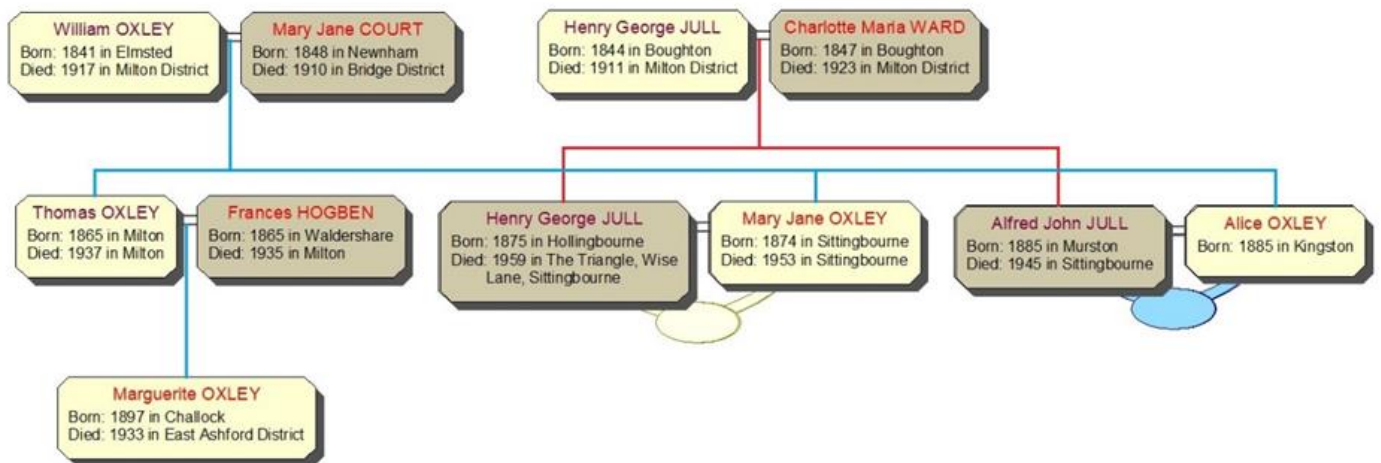 William OXLEY
Born: 1841 in Elmsted
Died: 1917 in Milton District
Mary Jane COURT
Born: 1848 in Newnham
Died: 1910 in Bridge District
Henry George JULL
Born: 1844 in Boughton
Died: 1911 in Milton District
Charlotte Maria WARD
Born: 1847 in Boughton
Died: 1923 in Milton District
Thomas OXLEY
Born: 1865 in Milton
Died: 1937 in Milton
Frances HOGBEN
Born: 1865 in Waldershare
Died: 1935 in Milton
Henry George JULL
Born: 1875 in Hollingbourne
Died: 1959 in The Triangle, Wise
Lane, Sittingbourne
Mary Jane OXLEY
Born: 1874 in Sittingbourne
Died: 1953 in Sittingbourne
Alfred John JULL
Born: 1885 in Murston
Died: 1945 in Sittingbourne
Alice OXLEY
Born: 1885 in Kingston
Marguerite OXLEY
Born: 1897 in Challock
Died: 1933 in East Ashford District